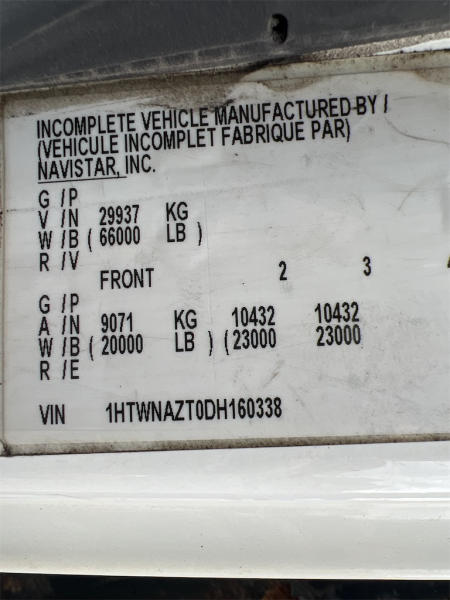 INCOMPLETE VEHICLE MANUFACTURED BY /
(VEHICULE INCOMPLET FABRIQUE PAR)
NAVISTAR, INC.
G /P
V /N 29937 KG
W /B ( 66000 LB )
R /V
FRONT 2 3
G /P
A /N 9071 KG 10432 10432
W /B ( 20000 LB ) (23000 23000
R /E
VIN 1HTWNAZT0DH160338